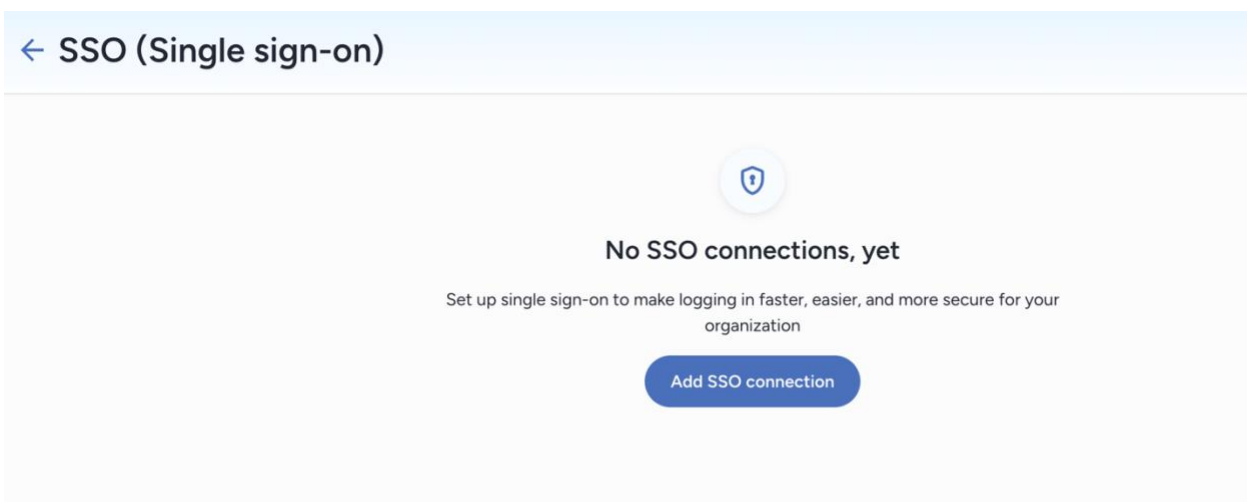 SSO (Single sign-on)
No SSO connections, yet
Set up single sign-on to make logging in faster, easier, and more secure for your
organization
Add SSO connection